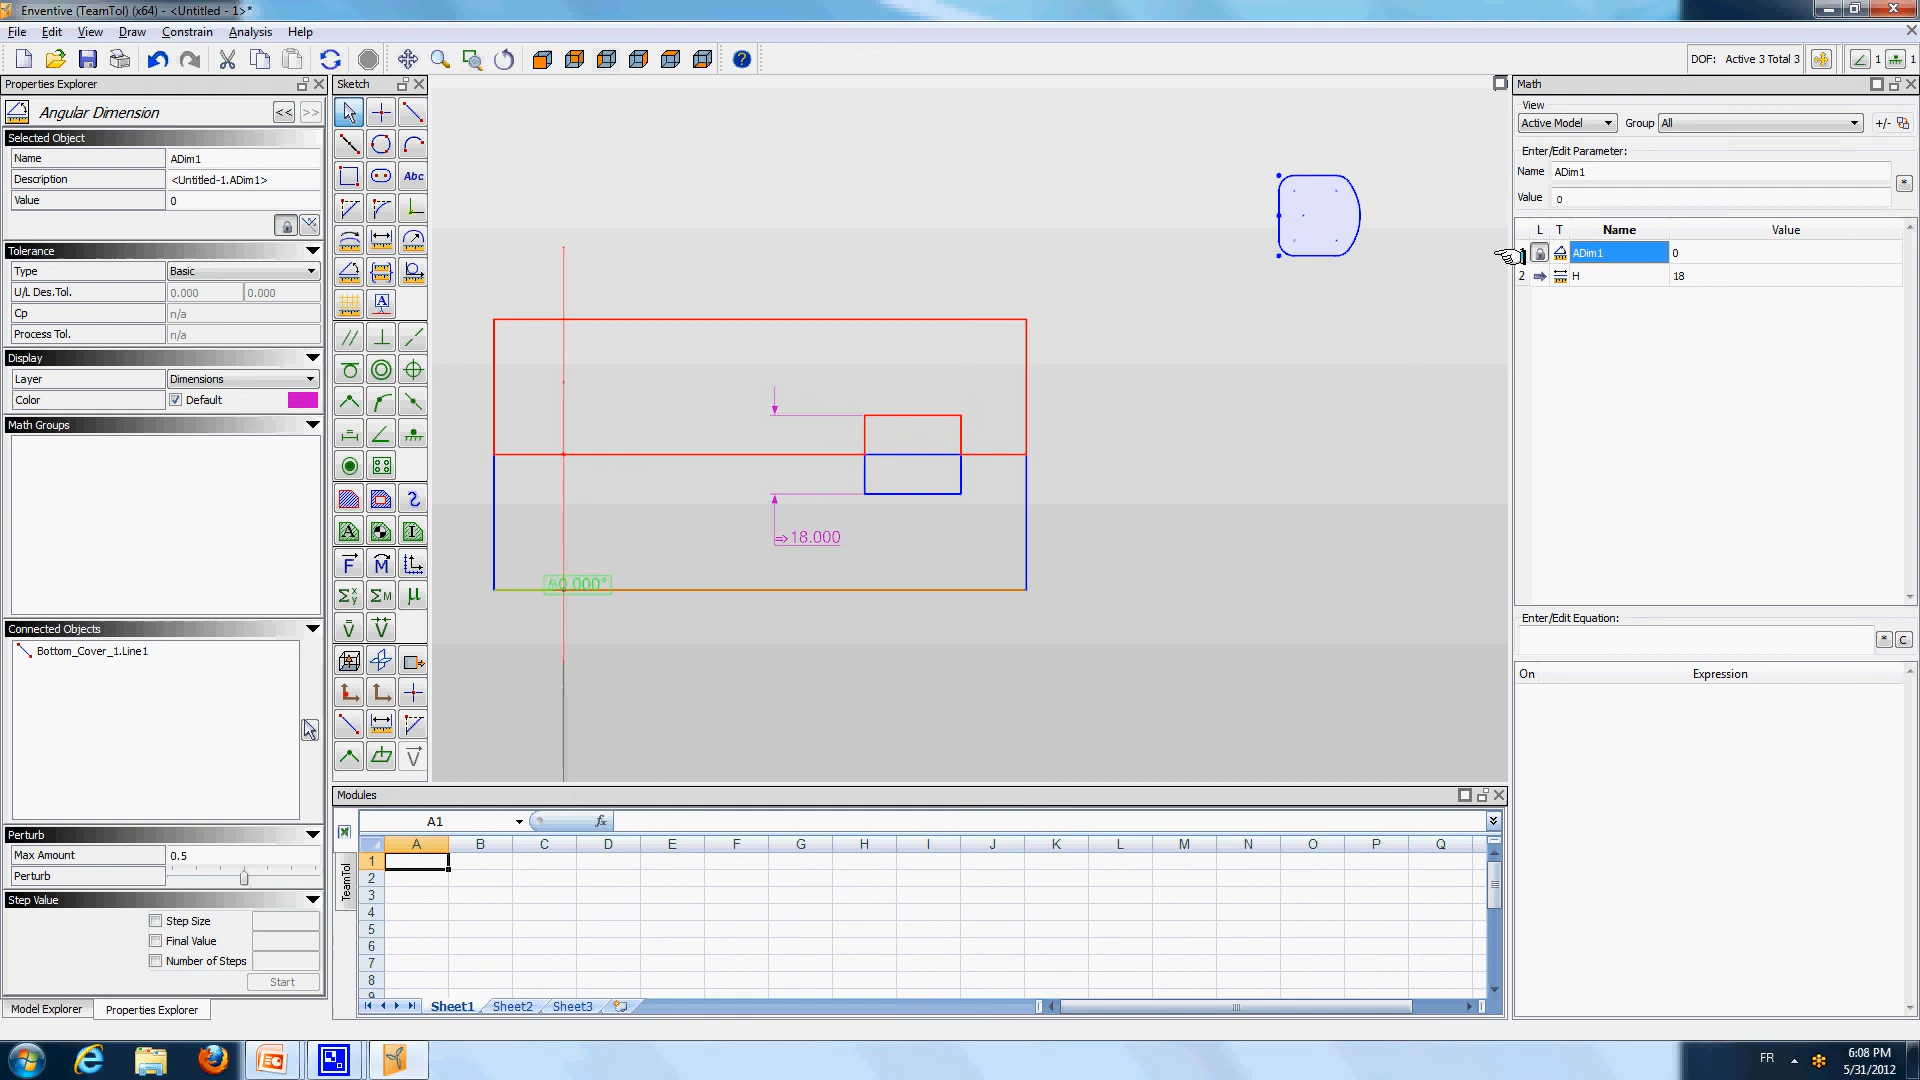 Enventive (TeamTol) (x64) - <Untitled - 1>*
File Edit View Draw Constrain Analysis Help
DOF: Active 3 Total 3 1 1
Properties Explorer
Angular Dimension
<< >>
Selected Object
Name ADim1
Description <Untitled-1.ADim1>
Value 0
Tolerance
Type Basic
U/L Des.Tol. 0.000 0.000
Cp n/a
Process Tol. n/a
Display
Layer Dimensions
Color Default
Math Groups
Connected Objects
Bottom_Cover_1.Line1
Perturb
Max Amount 0.5
Perturb
Step Value
Step Size
Final Value
Number of Steps
Start
Model Explorer Properties Explorer
Sketch
Abc
A
A I
F M
Σxy ΣM μ
V V
V
=>18.000
0.000°
Modules
A1 fx
TeamTol
A B C D E F G H I J K L M N O P Q
1
2
3
4
5
6
7
8
9
Sheet1 Sheet2 Sheet3
Math
View
Active Model Group All +/-
Enter/Edit Parameter:
Name ADim1
Value 0
*
L T Name Value
ADim1 0
2 H 18
Enter/Edit Equation:
* C
On Expression
FR
6:08 PM
5/31/2012